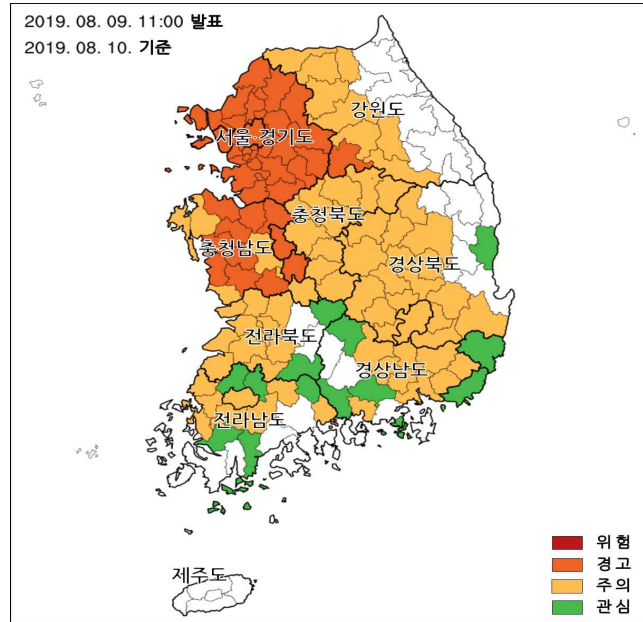 2019. 08. 09. 11:00 발표
2019. 08. 10. 기준
강원도
서울·경기도
충청북도
충청남도
경상북도
전라북도
경상남도
전라남도
제주도
위험
경고
주의
관심